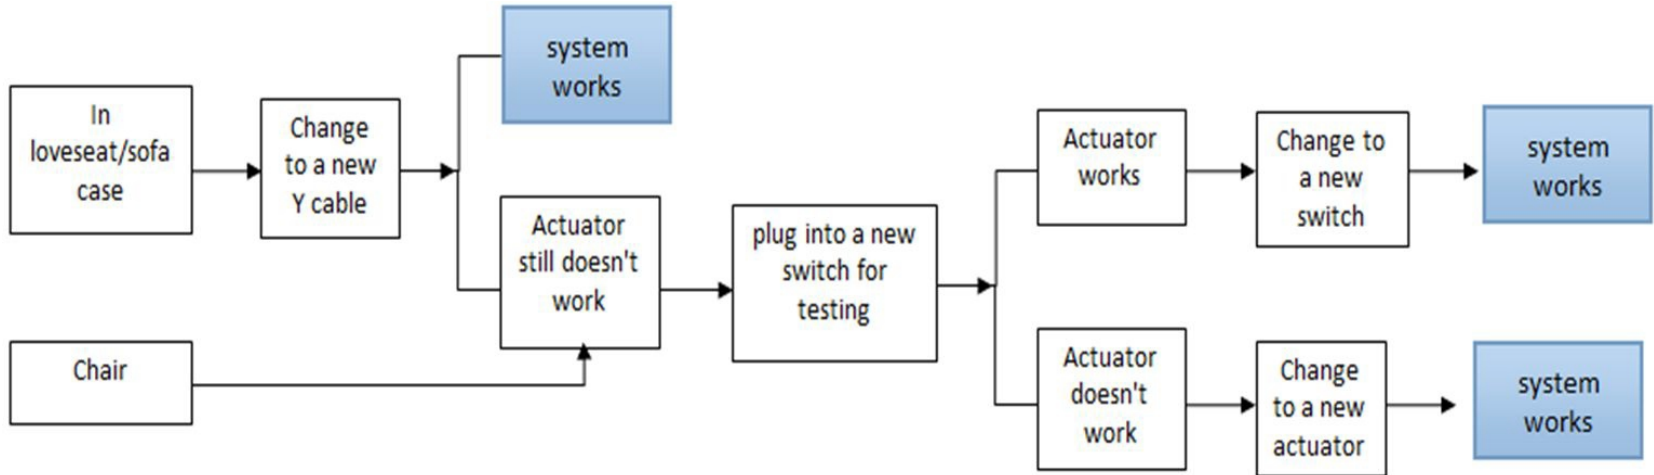 In
loveseat/sofa
case
Change
to a new
Y cable
system
works
Actuator
still doesn't
work
Chair
plug into a new
switch for
testing
Actuator
works
Change to
a new
switch
system
works
Actuator
doesn't
work
Change
to a new
actuator
system
works